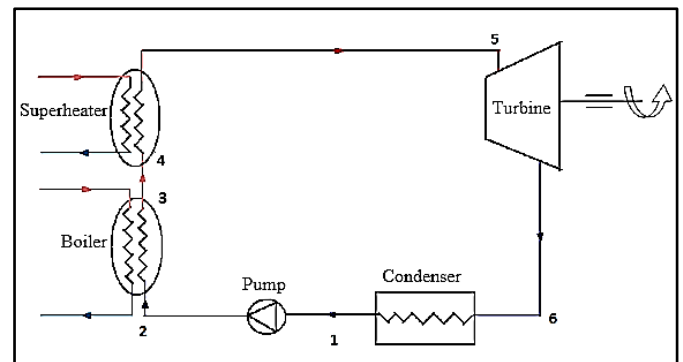 5
Superheater
Turbine
4
3
Boiler
Pump
Condenser
2
1
6